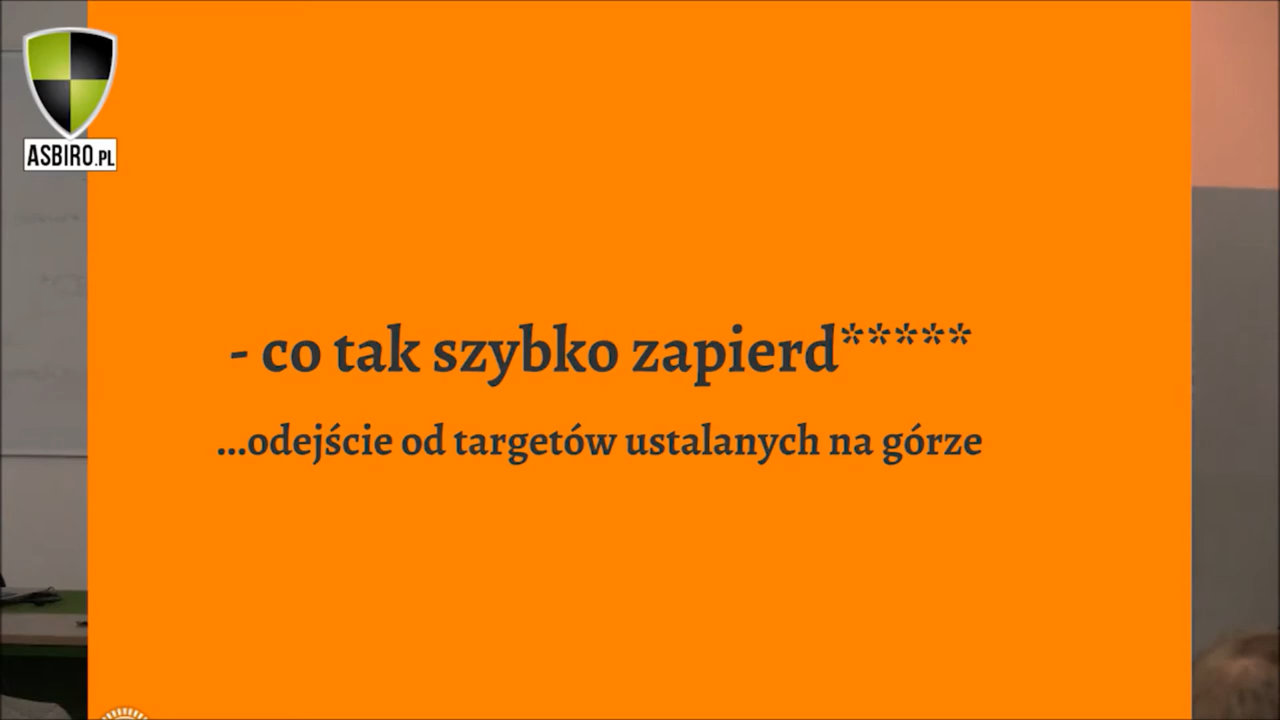 ASBIRO.PL
- co tak szybko zapierd*****
...odejście od targetów ustalanych na górze